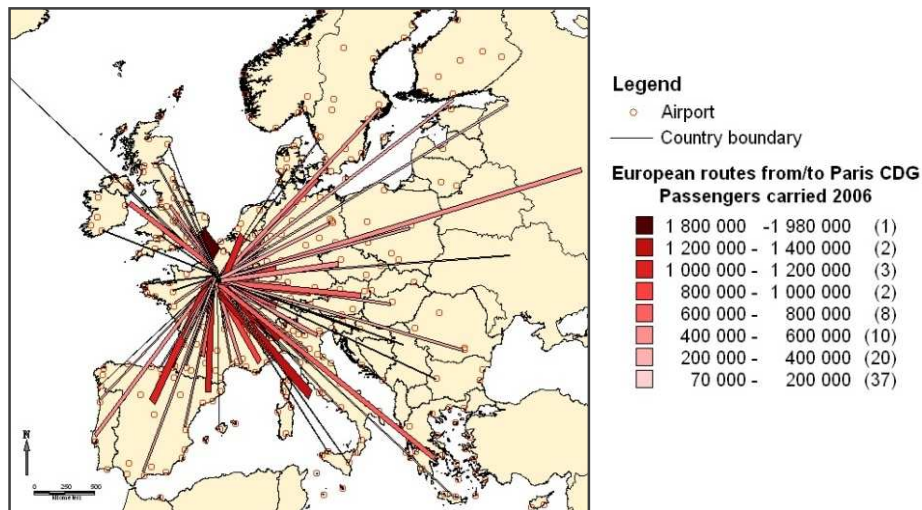 Legend
Airport
Country boundary
European routes from/to Paris CDG
Passengers carried 2006
1 800 000 -1 980 000 (1)
1 200 000 - 1 400 000 (2)
1 000 000 - 1 200 000 (3)
800 000 - 1 000 000 (2)
600 000 - 800 000 (8)
400 000 - 600 000 (10)
200 000 - 400 000 (20)
70 000 - 200 000 (37)
N
0 250 500